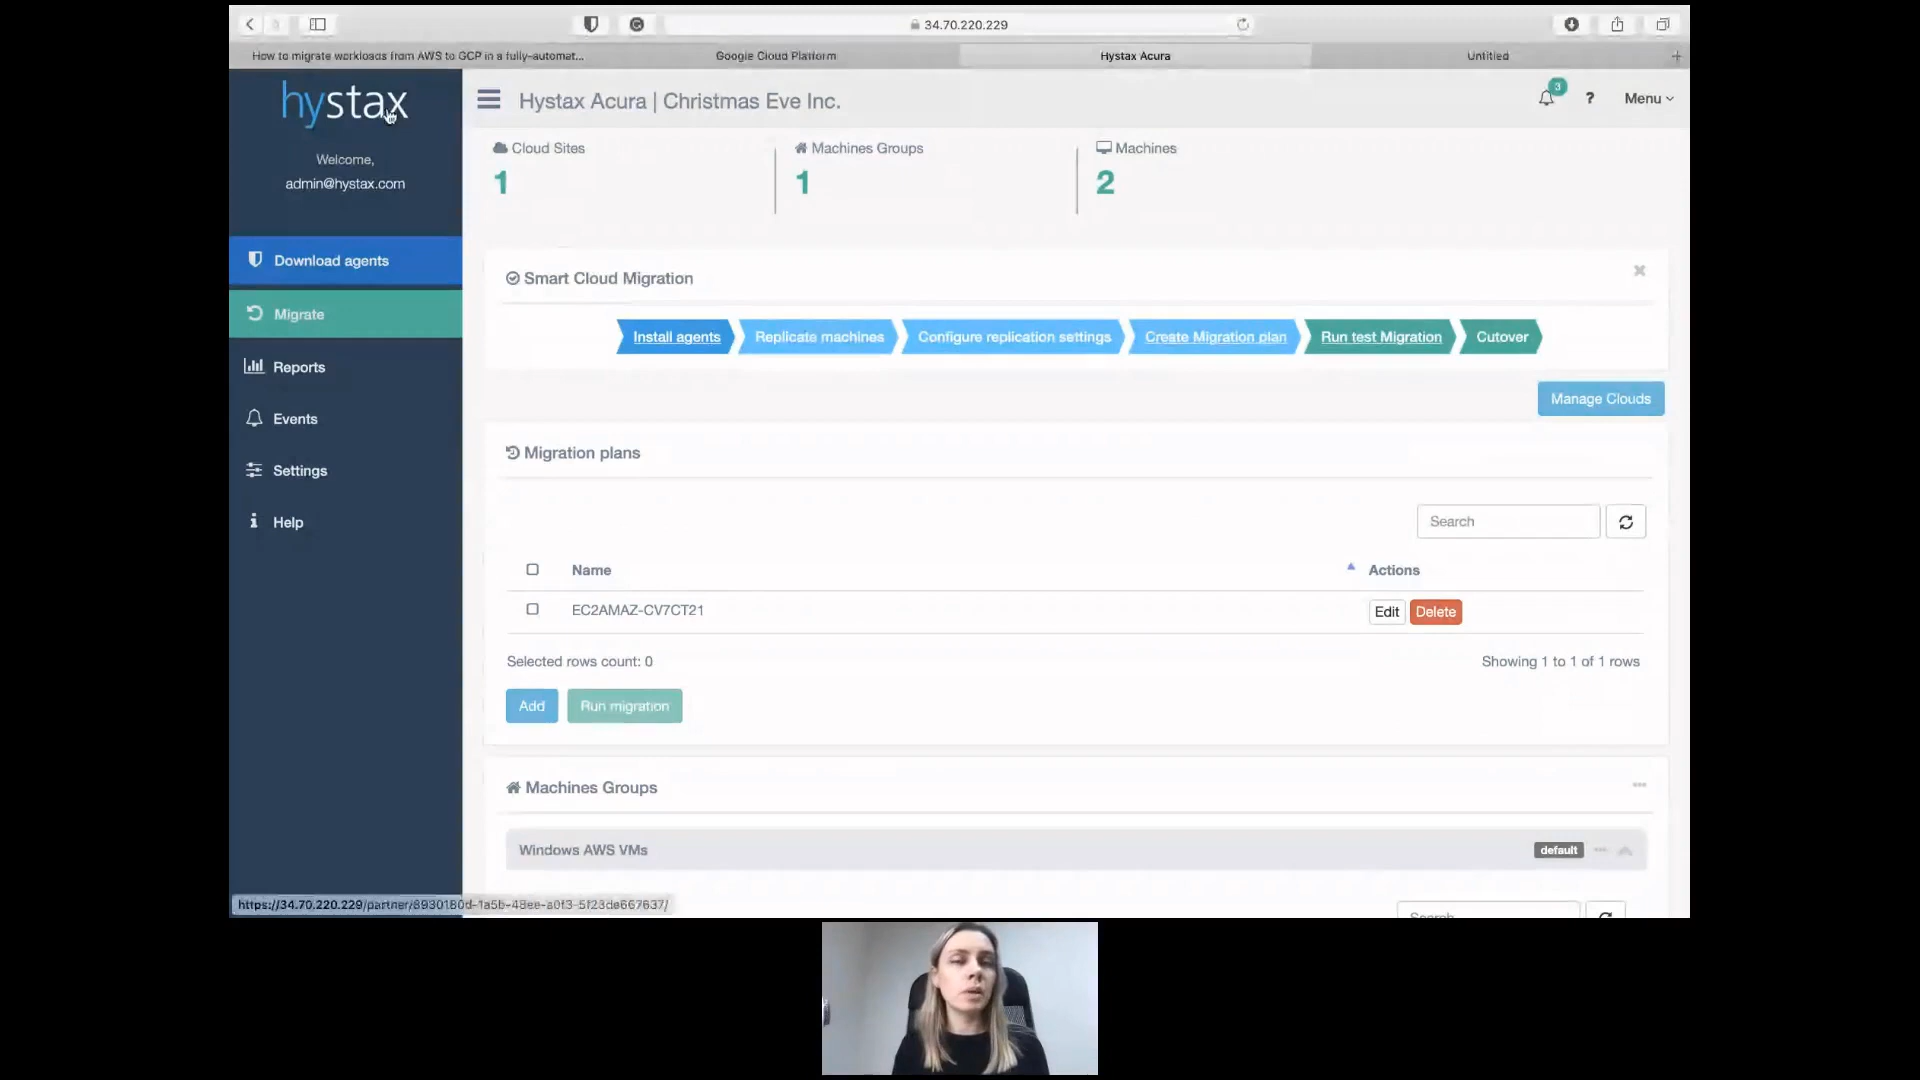 34.70.220.229
How to migrate workloads from AWS to GCP in a fully-automat...
Google Cloud Platform
Hystax Acura
Untitled
hystax
Welcome,
admin@hystax.com
Download agents
Migrate
Reports
Events
Settings
Help
Hystax Acura | Christmas Eve Inc.
3
?
Menu
Cloud Sites
1
Machines Groups
1
Machines
2
Smart Cloud Migration
Install agents
Replicate machines
Configure replication settings
Create Migration plan
Run test Migration
Cutover
Manage Clouds
Migration plans
Search
Name
Actions
EC2AMAZ-CV7CT21
Edit
Delete
Selected rows count: 0
Showing 1 to 1 of 1 rows
Add
Run migration
Machines Groups
Windows AWS VMs
default
Search
https://34.70.220.229/partner/8930180d-1a5b-48ee-a0f3-5f23de667637/